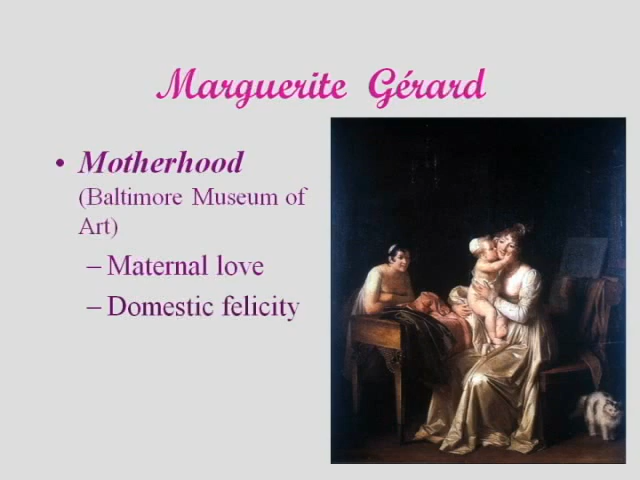 Marguerite Gérard
• Motherhood
(Baltimore Museum of
Art)
– Maternal love
– Domestic felicity